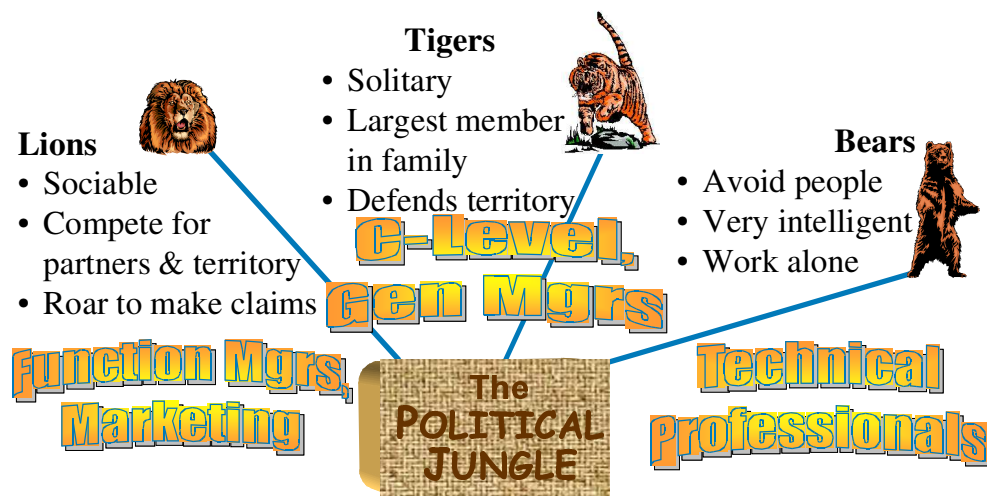 Lions
• Sociable
• Compete for
partners & territory
• Roar to make claims
Function Mgrs,
Marketing
Tigers
• Solitary
• Largest member
in family
• Defends territory
C-Level,
Gen Mgrs
Bears
• Avoid people
• Very intelligent
• Work alone
Technical
Professionals
The
POLITICAL
JUNGLE